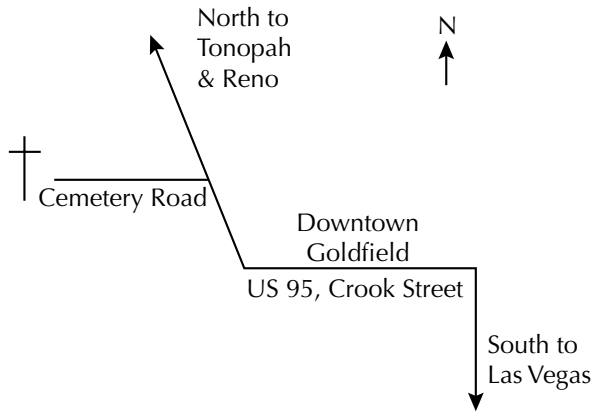 North to
Tonopah
& Reno
N
Cemetery Road
Downtown
Goldfield
US 95, Crook Street
South to
Las Vegas